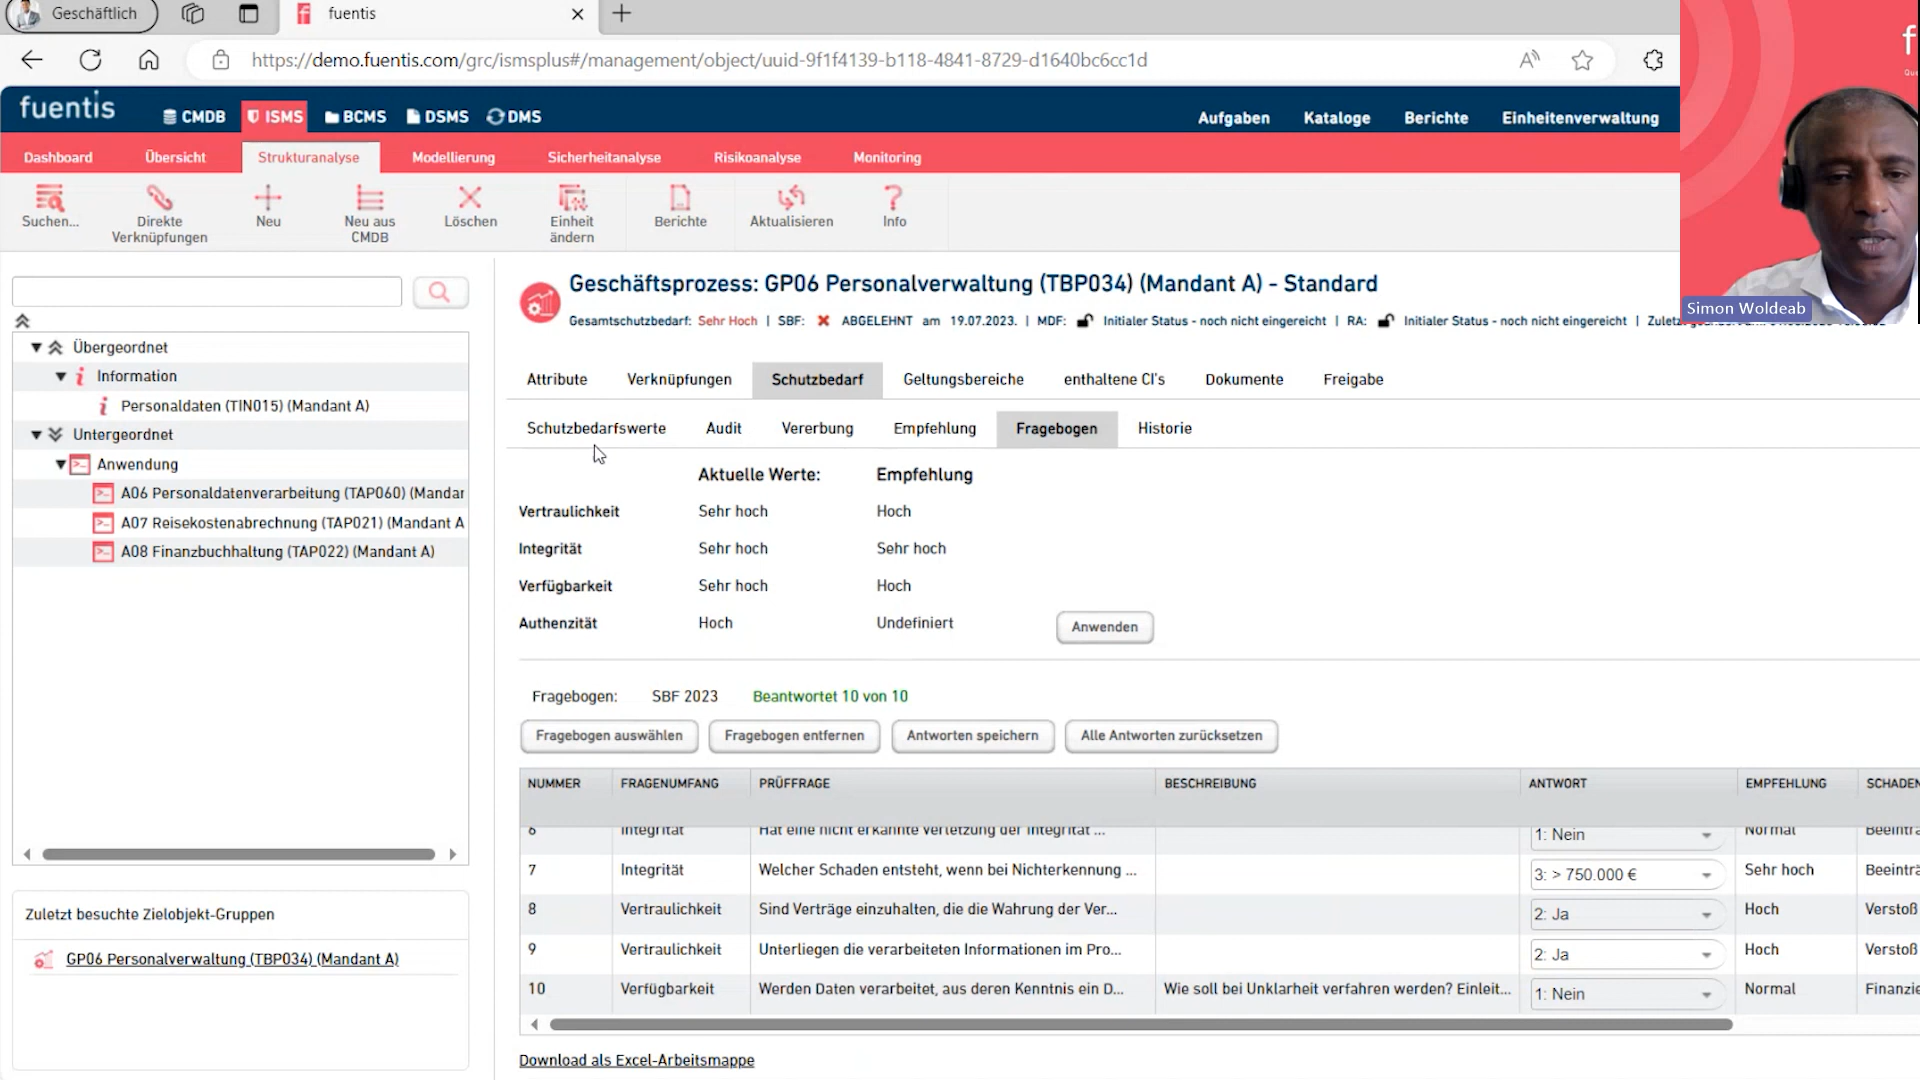 Geschäftlich
fuentis
https://demo.fuentis.com/grc/ismsplus#/management/object/uuid-9f1f4139-b118-4841-8729-d1640bc6cc1d
fuentis CMDB ISMS BCMS DSMS DMS Aufgaben Kataloge Berichte Einheitenverwaltung
Dashboard Übersicht Strukturanalyse Modellierung Sicherheitanalyse Risikoanalyse Monitoring
Suchen... Direkte Verknüpfungen Neu Neu aus CMDB Löschen Einheit ändern Berichte Aktualisieren Info
Simon Woldeab
Übergeordnet
Information
Personaldaten (TIN015) (Mandant A)
Untergeordnet
Anwendung
A06 Personaldatenverarbeitung (TAP060) (Mandar
A07 Reisekostenabrechnung (TAP021) (Mandant A
A08 Finanzbuchhaltung (TAP022) (Mandant A)
Zuletzt besuchte Zielobjekt-Gruppen
GP06 Personalverwaltung (TBP034) (Mandant A)
Geschäftsprozess: GP06 Personalverwaltung (TBP034) (Mandant A) - Standard
Gesamtschutzbedarf: Sehr Hoch | SBF: ABGELEHNT am 19.07.2023. | MDF: Initialer Status - noch nicht eingereicht | RA: Initialer Status - noch nicht eingereicht |
Attribute Verknüpfungen Schutzbedarf Geltungsbereiche enthaltene CI's Dokumente Freigabe
Schutzbedarfswerte Audit Vererbung Empfehlung Fragebogen Historie
Aktuelle Werte: Empfehlung
Vertraulichkeit Sehr hoch Hoch
Integrität Sehr hoch Sehr hoch
Verfügbarkeit Sehr hoch Hoch
Authenzität Hoch Undefiniert Anwenden
Fragebogen: SBF 2023 Beantwortet 10 von 10
Fragebogen auswählen Fragebogen entfernen Antworten speichern Alle Antworten zurücksetzen
NUMMER FRAGENUMFANG PRÜFFRAGE BESCHREIBUNG ANTWORT EMPFEHLUNG SCHADEN
6 Integrität Hat eine nicht erkannte Verletzung der Integrität ... 1: Nein Normal Beeinträ
7 Integrität Welcher Schaden entsteht, wenn bei Nichterkennung ... 3: > 750.000 € Sehr hoch Beeinträ
8 Vertraulichkeit Sind Verträge einzuhalten, die die Wahrung der Ver... 2: Ja Hoch Verstoß
9 Vertraulichkeit Unterliegen die verarbeiteten Informationen im Pro... 2: Ja Hoch Verstoß
10 Verfügbarkeit Werden Daten verarbeitet, aus deren Kenntnis ein D... Wie soll bei Unklarheit verfahren werden? Einleit... 1: Nein Normal Finanzie
Download als Excel-Arbeitsmappe